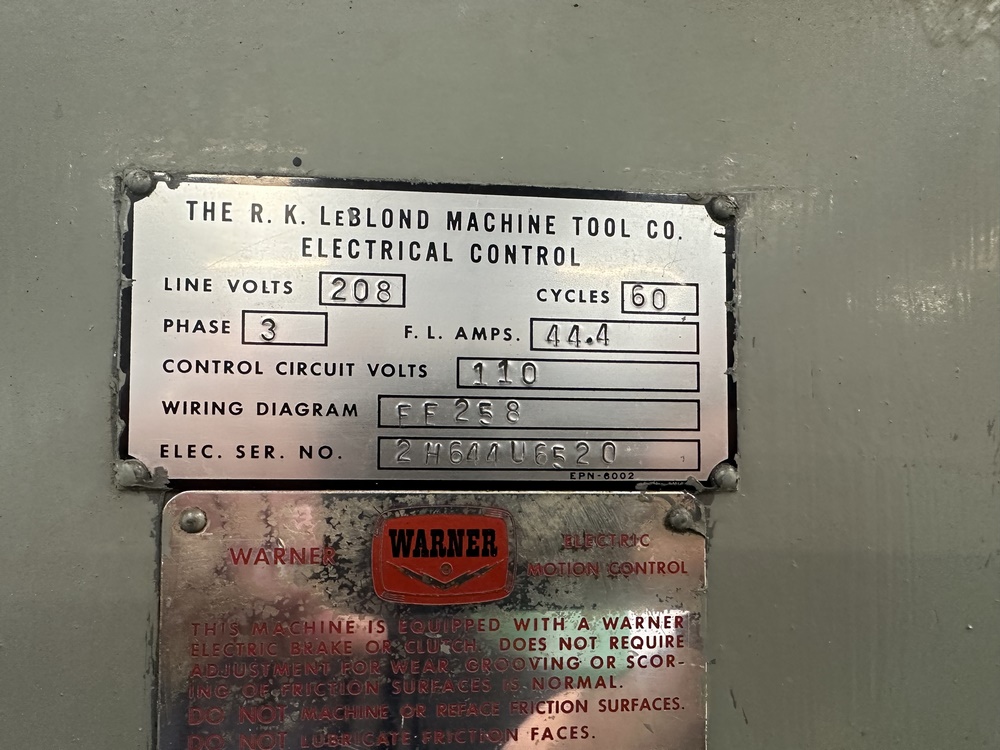 THE R. K. LEBLOND MACHINE TOOL CO.
ELECTRICAL CONTROL
LINE VOLTS 208 CYCLES 60
PHASE 3 F. L. AMPS. 44.4
CONTROL CIRCUIT VOLTS 110
WIRING DIAGRAM EE258
ELEC. SER. NO. 2H644U6520
EPN-6002
WARNER WARNER ELECTRIC
MOTION CONTROL
THIS MACHINE IS EQUIPPED WITH A WARNER
ELECTRIC BRAKE OR CLUTCH. DOES NOT REQUIRE
ADJUSTMENT FOR WEAR. GROOVING OR SCOR-
ING OF FRICTION SURFACES IS NORMAL.
DO NOT MACHINE OR REFACE FRICTION SURFACES.
DO NOT LUBRICATE FRICTION FACES.